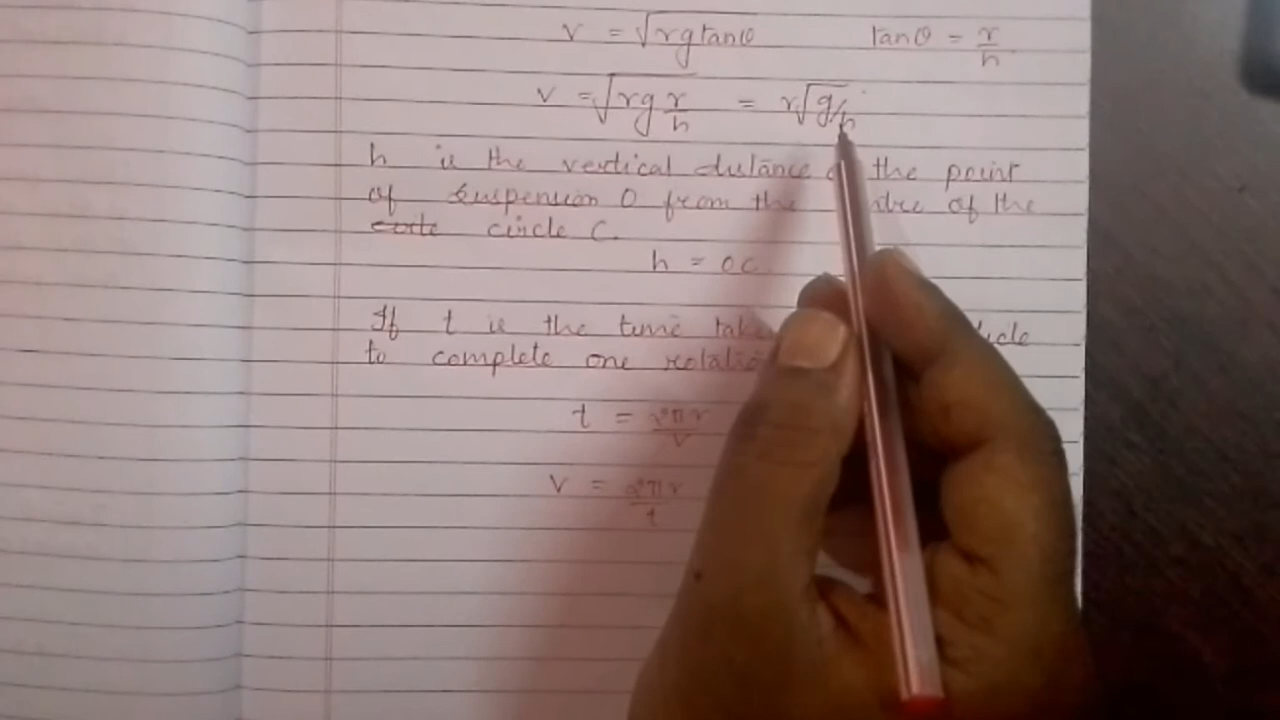 v = √rg tanθ tanθ = r/h
v = √rg r/h = r√g/h
h is the vertical distance the point
of suspension O from the of the
circle C.
h = OC
If t is the time
to complete one
t = 2πr/v
v = 2πr/t